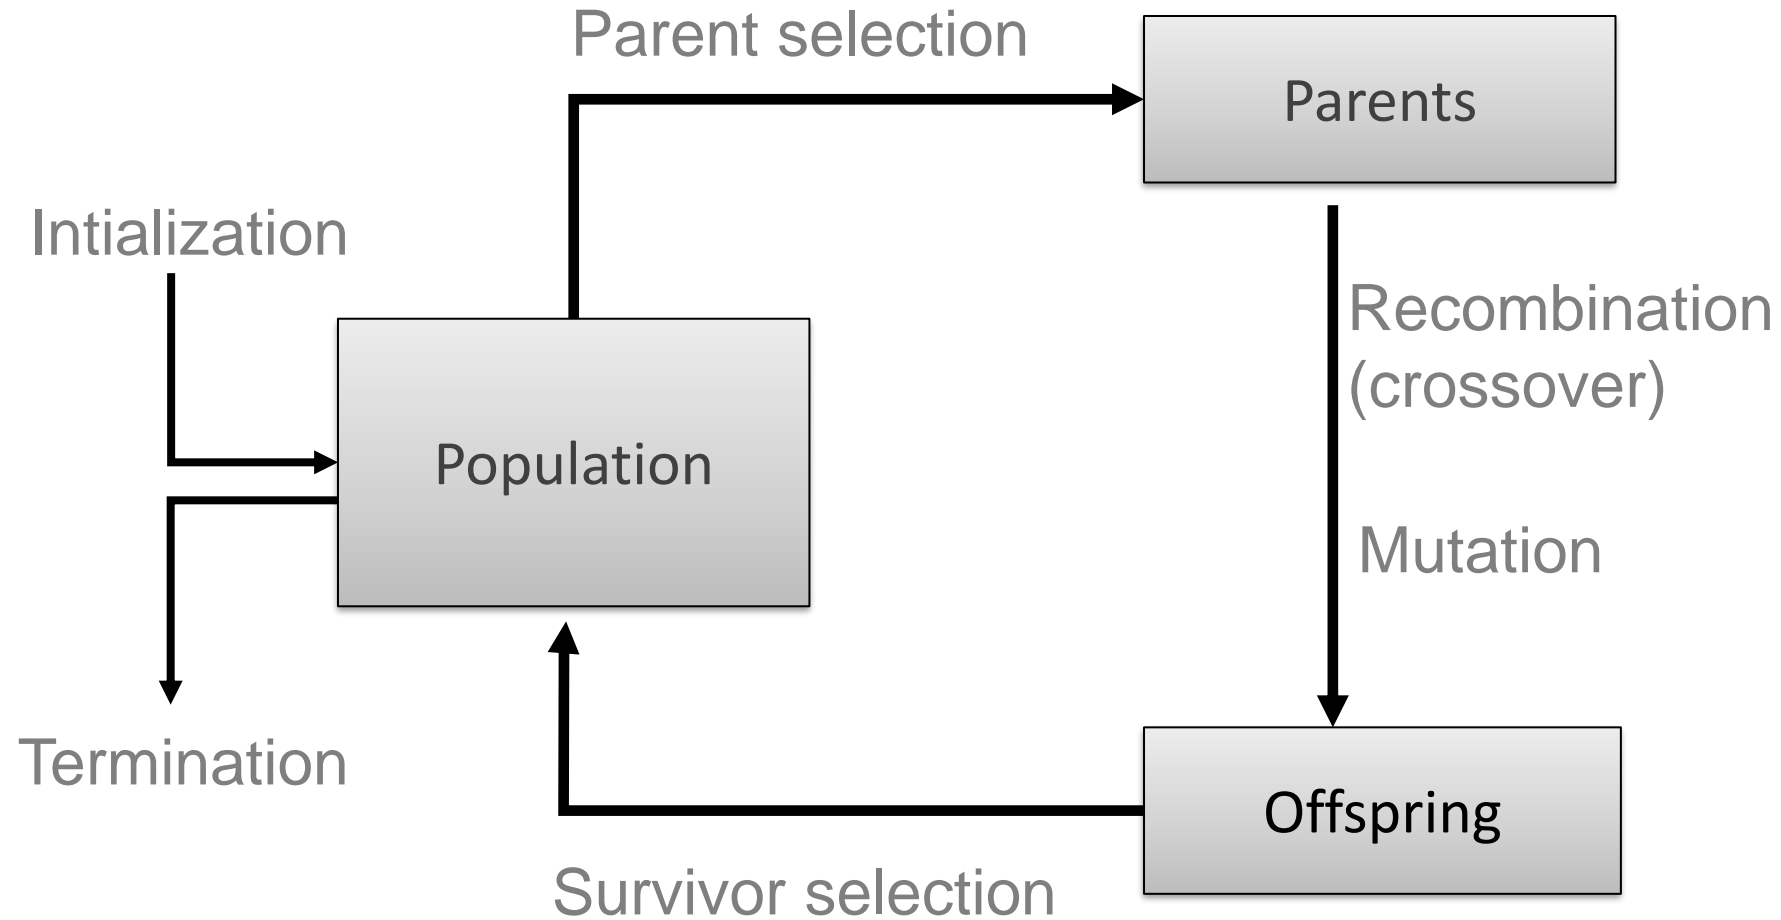 Parent selection
Parents
Intialization
Recombination
(crossover)
Population
Mutation
Termination
Offspring
Survivor selection